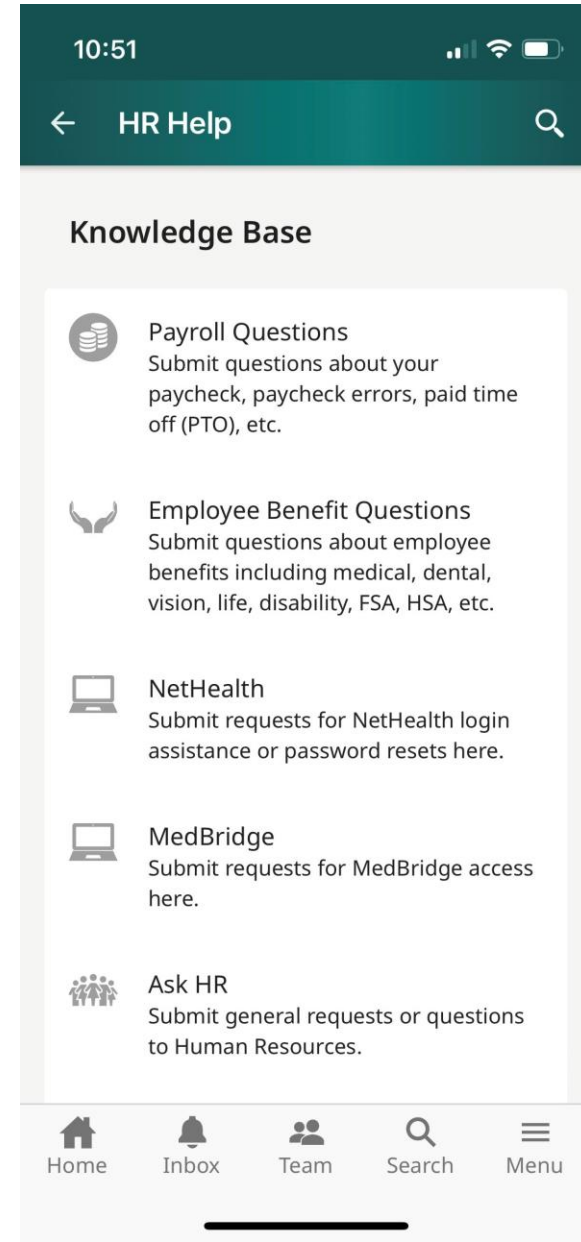 10:51
HR Help
Knowledge Base
Payroll Questions
Submit questions about your
paycheck, paycheck errors, paid time
off (PTO), etc.
Employee Benefit Questions
Submit questions about employee
benefits including medical, dental,
vision, life, disability, FSA, HSA, etc.
NetHealth
Submit requests for NetHealth login
assistance or password resets here.
MedBridge
Submit requests for MedBridge access
here.
Ask HR
Submit general requests or questions
to Human Resources.
Home Inbox Team Search Menu